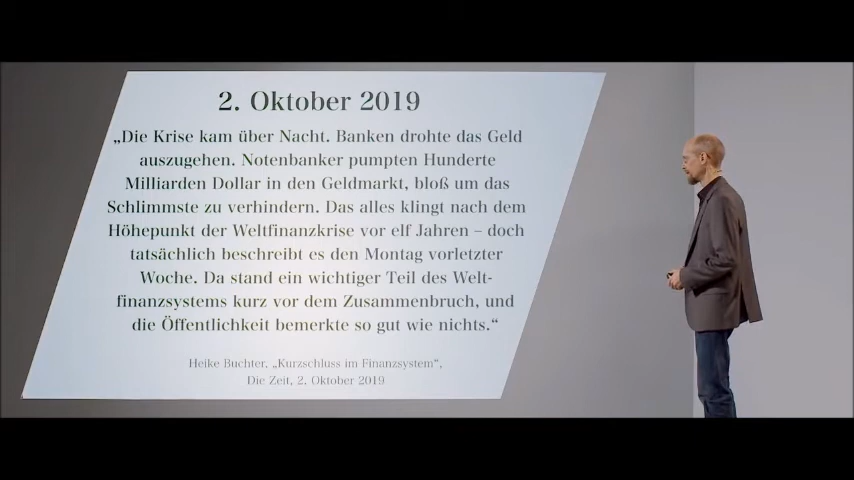 2. Oktober 2019
„Die Krise kam über Nacht. Banken drohte das Geld
auszugehen. Notenbanker pumpten Hunderte
Milliarden Dollar in den Geldmarkt, bloß um das
Schlimmste zu verhindern. Das alles klingt nach dem
Höhepunkt der Weltfinanzkrise vor elf Jahren – doch
tatsächlich beschreibt es den Montag vorletzter
Woche. Da stand ein wichtiger Teil des Welt-
finanzsystems kurz vor dem Zusammenbruch, und
die Öffentlichkeit bemerkte so gut wie nichts.“
Heike Buchter, „Kurzschluss im Finanzsystem“,
Die Zeit, 2. Oktober 2019